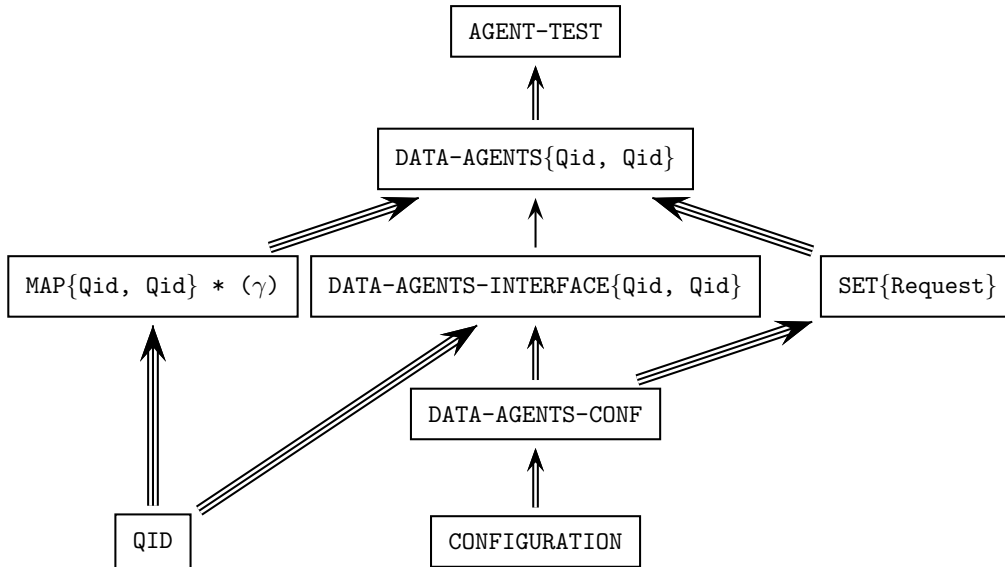 AGENT-TEST
DATA-AGENTS{Qid, Qid}
MAP{Qid, Qid} * (γ)
DATA-AGENTS-INTERFACE{Qid, Qid}
SET{Request}
DATA-AGENTS-CONF
QID
CONFIGURATION